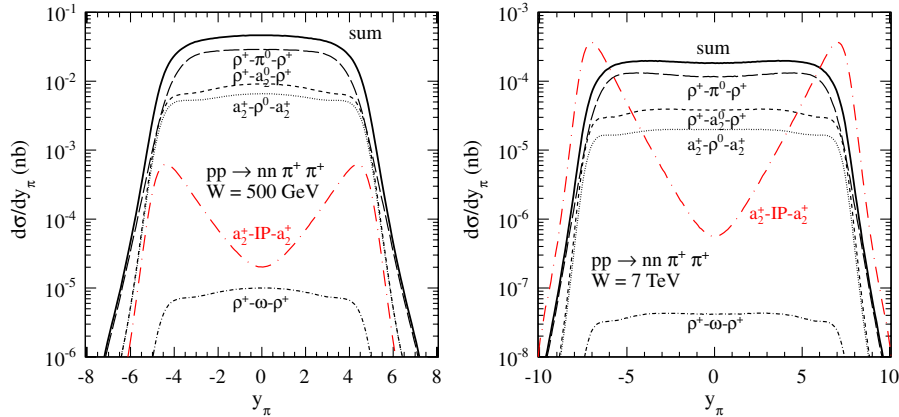 10⁻¹
10⁻²
10⁻³
10⁻⁴
10⁻⁵
10⁻⁶
dσ/dy_π (nb)
sum
ρ⁺-π⁰-ρ⁺
ρ⁺-a₂⁰-ρ⁺
a₂⁺-ρ⁰-a₂⁺
pp → nn π⁺ π⁺
W = 500 GeV
a₂⁺-IP-a₂⁺
ρ⁺-ω-ρ⁺
-8 -6 -4 -2 0 2 4 6 8
y_π
10⁻³
10⁻⁴
10⁻⁵
10⁻⁶
10⁻⁷
10⁻⁸
dσ/dy_π (nb)
sum
ρ⁺-π⁰-ρ⁺
ρ⁺-a₂⁰-ρ⁺
a₂⁺-ρ⁰-a₂⁺
a₂⁺-IP-a₂⁺
pp → nn π⁺ π⁺
W = 7 TeV
ρ⁺-ω-ρ⁺
-10 -5 0 5 10
y_π